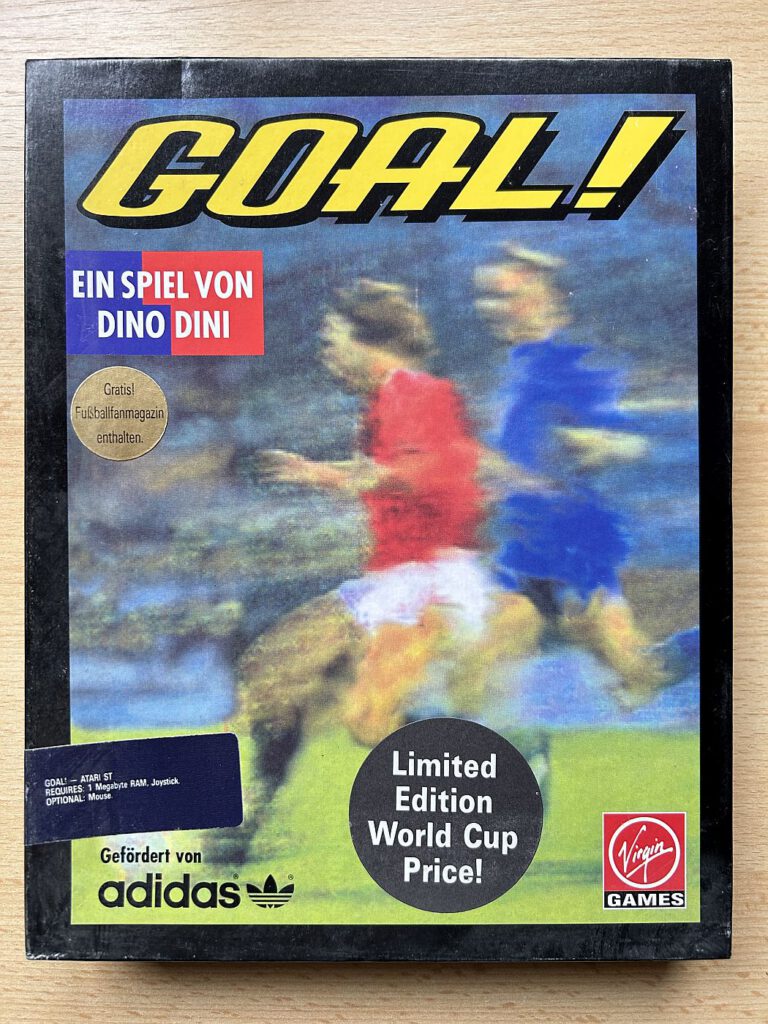 GOAL!
EIN SPIEL VON
DINO DINI
Gratis!
Fußballfanmagazin
enthalten.
GOAL! — ATARI ST
REQUIRES: 1 Megabyte RAM, Joystick.
OPTIONAL: Mouse.
Gefördert von
adidas®
Limited
Edition
World Cup
Price!
Virgin
GAMES